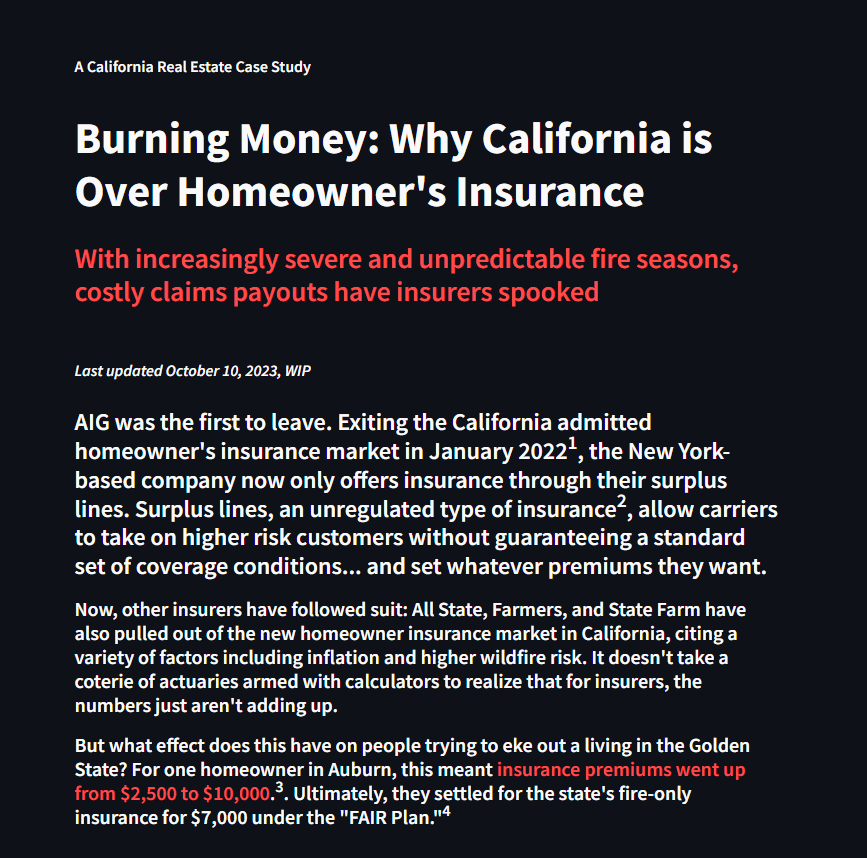 A California Real Estate Case Study
Burning Money: Why California is
Over Homeowner's Insurance
With increasingly severe and unpredictable fire seasons,
costly claims payouts have insurers spooked
Last updated October 10, 2023, WIP
AIG was the first to leave. Exiting the California admitted
homeowner's insurance market in January 2022¹, the New York-
based company now only offers insurance through their surplus
lines. Surplus lines, an unregulated type of insurance², allow carriers
to take on higher risk customers without guaranteeing a standard
set of coverage conditions... and set whatever premiums they want.
Now, other insurers have followed suit: All State, Farmers, and State Farm have
also pulled out of the new homeowner insurance market in California, citing a
variety of factors including inflation and higher wildfire risk. It doesn't take a
coterie of actuaries armed with calculators to realize that for insurers, the
numbers just aren't adding up.
But what effect does this have on people trying to eke out a living in the Golden
State? For one homeowner in Auburn, this meant insurance premiums went up
from $2,500 to $10,000.³. Ultimately, they settled for the state's fire-only
insurance for $7,000 under the "FAIR Plan."⁴